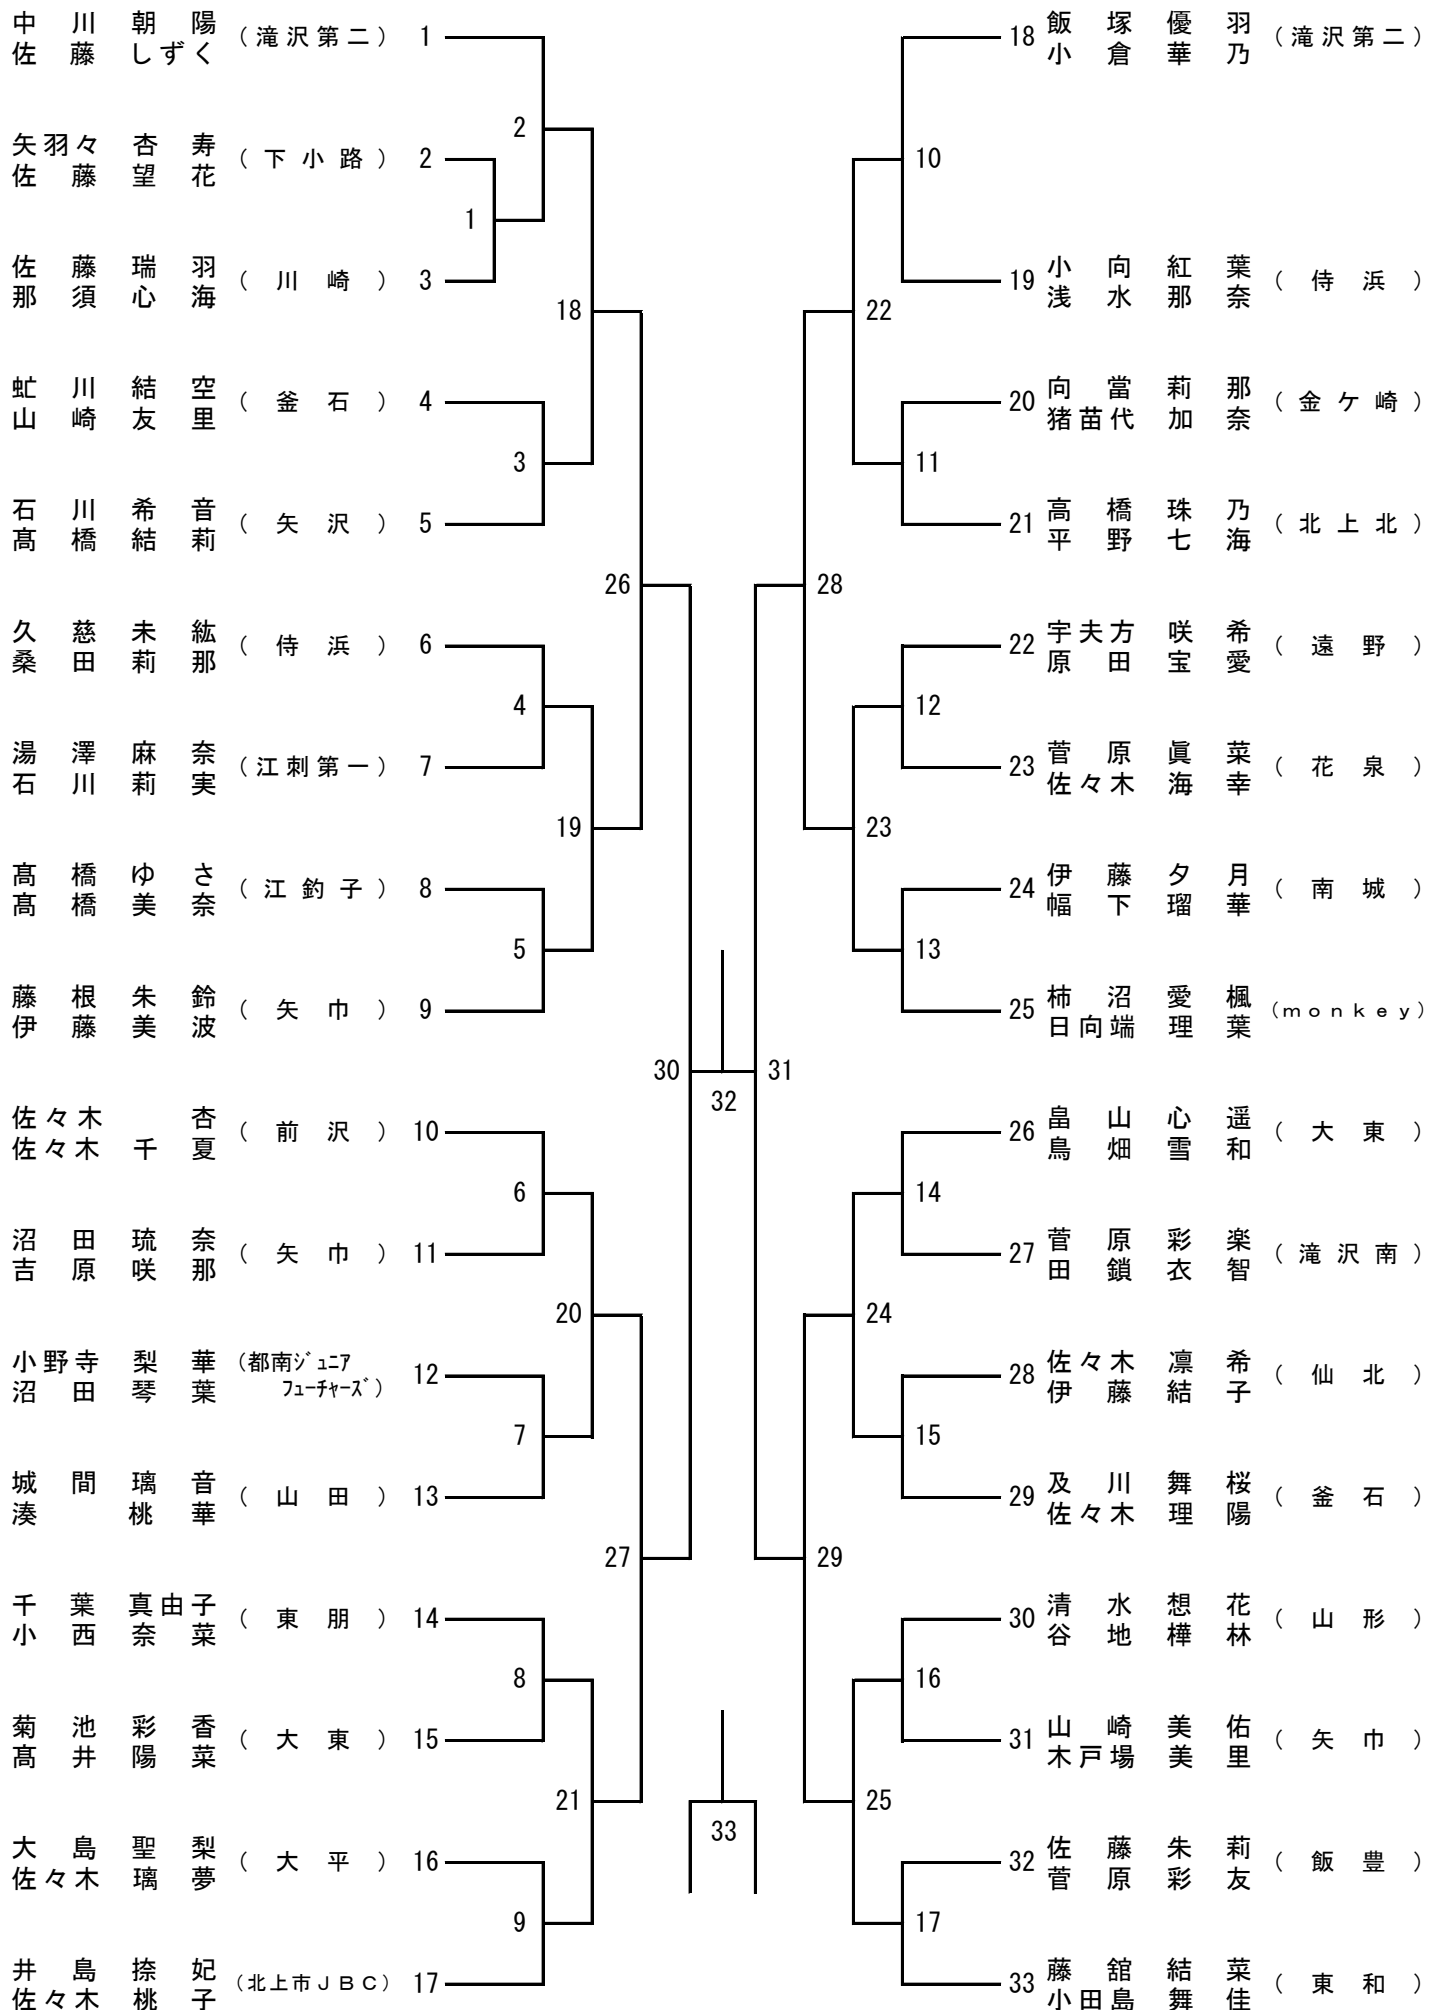 中川朝陽
佐藤しずく
(滝沢第二) 1
矢羽々杏寿
佐藤望花
(下小路) 2
佐藤瑞羽
那須心海
(川崎) 3
虻川結空
山崎友里
(釜石) 4
石川希音
髙橋結莉
(矢沢) 5
久慈未紘
桑田莉那
(侍浜) 6
湯澤麻奈
石川莉実
(江刺第一) 7
髙橋ゆさ
髙橋美奈
(江釣子) 8
藤根朱鈴
伊藤美波
(矢巾) 9
佐々木杏
佐々木千夏
(前沢) 10
沼田琉奈
吉原咲那
(矢巾) 11
小野寺梨華
沼田琴葉
(都南ｼﾞｭﾆｱ
ﾌｭｰﾁｬｰｽﾞ) 12
城間璃音
湊桃華
(山田) 13
千葉真由子
小西奈菜
(東朋) 14
菊池彩香
髙井陽菜
(大東) 15
大島聖梨
佐々木璃夢
(大平) 16
井島捺妃
佐々木桃子
(北上市ＪＢＣ) 17
1
2
3
4
5
6
7
8
9
18
19
20
21
26
27
30
32
33
31
28
29
22
23
24
25
10
11
12
13
14
15
16
17
18 飯塚優羽
小倉華乃
(滝沢第二)
19 小向紅葉
浅水那奈
(侍浜)
20 向當莉那
猪苗代加奈
(金ケ崎)
21 高橋珠乃
平野七海
(北上北)
22 宇夫方咲希
原田宝愛
(遠野)
23 菅原眞菜
佐々木海幸
(花泉)
24 伊藤夕月
幅下瑠華
(南城)
25 柿沼愛楓
日向端理葉
(ｍｏｎｋｅｙ)
26 畠山心遥
鳥畑雪和
(大東)
27 菅原彩楽
田鎖衣智
(滝沢南)
28 佐々木凛希
伊藤結子
(仙北)
29 及川舞桜
佐々木理陽
(釜石)
30 清水想花
谷地樺林
(山形)
31 山崎美佑
木戸場美里
(矢巾)
32 佐藤朱莉
菅原彩友
(飯豊)
33 藤舘結菜
小田島舞佳
(東和)